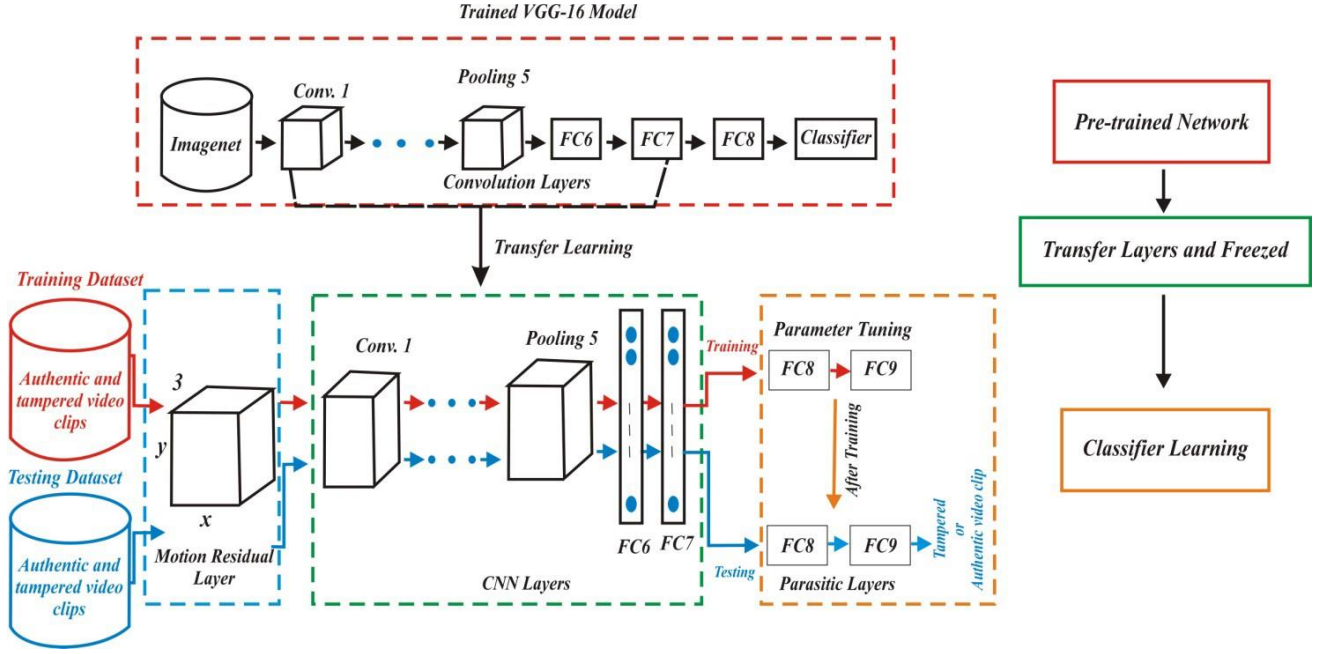 Trained VGG-16 Model
Imagenet
Conv. 1
Pooling 5
FC6
FC7
FC8
Classifier
Convolution Layers
Transfer Learning
Pre-trained Network
Transfer Layers and Freezed
Classifier Learning
Training Dataset
Authentic and
tampered video
clips
Testing Dataset
Authentic and
tampered video
clips
3
y
x
Motion Residual
Layer
Conv. 1
Pooling 5
FC6
FC7
CNN Layers
Training
Testing
Parameter Tuning
FC8
FC9
After Training
FC8
FC9
Parasitic Layers
Tampered
or
Authentic video clip